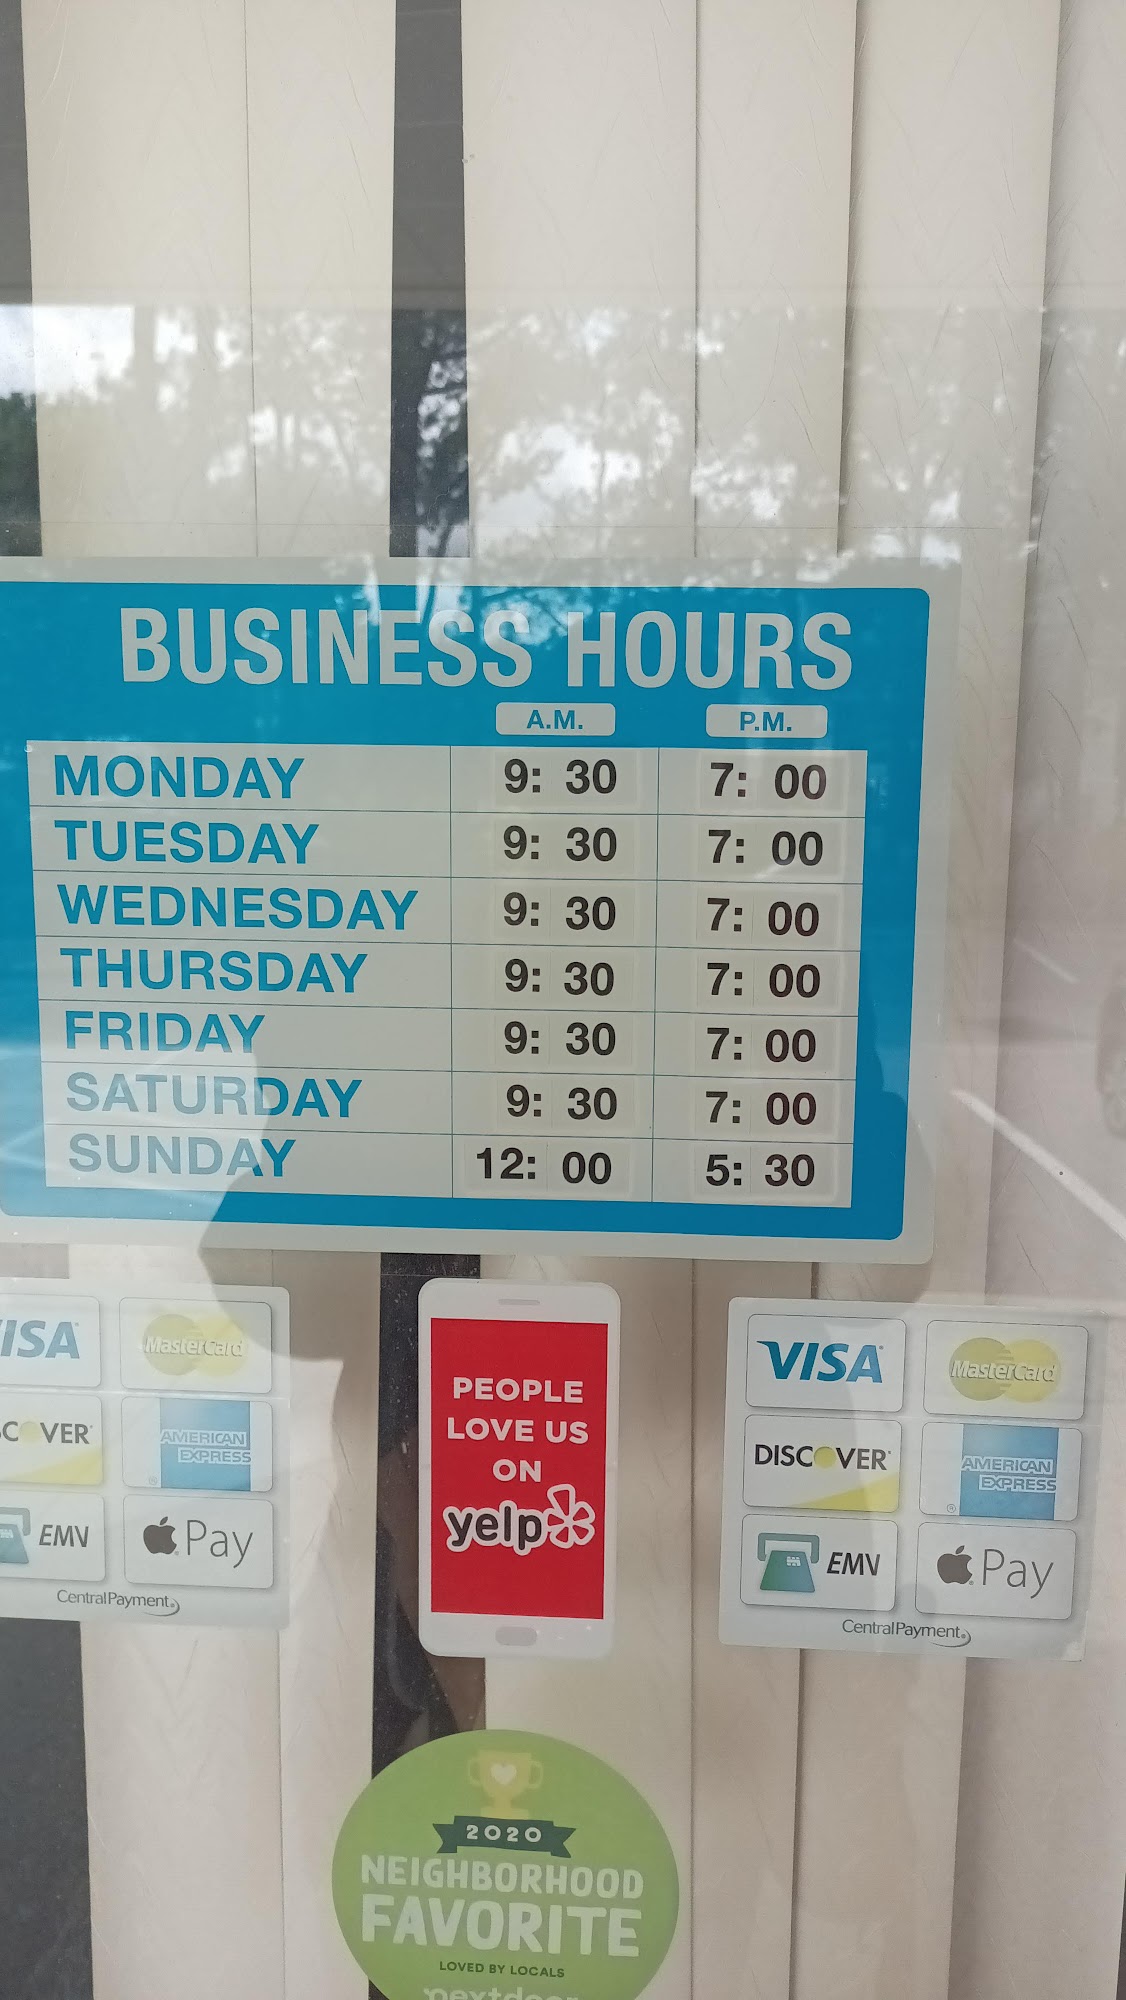 BUSINESS HOURS
A.M. P.M.
MONDAY 9: 30 7: 00
TUESDAY 9: 30 7: 00
WEDNESDAY 9: 30 7: 00
THURSDAY 9: 30 7: 00
FRIDAY 9: 30 7: 00
SATURDAY 9: 30 7: 00
SUNDAY 12: 00 5: 30
VISA MasterCard
DISCOVER AMERICAN EXPRESS
EMV Pay
CentralPayment
PEOPLE
LOVE US
ON
yelp
VISA MasterCard
DISCOVER AMERICAN EXPRESS
EMV Pay
CentralPayment
2020
NEIGHBORHOOD
FAVORITE
LOVED BY LOCALS
nextdoor